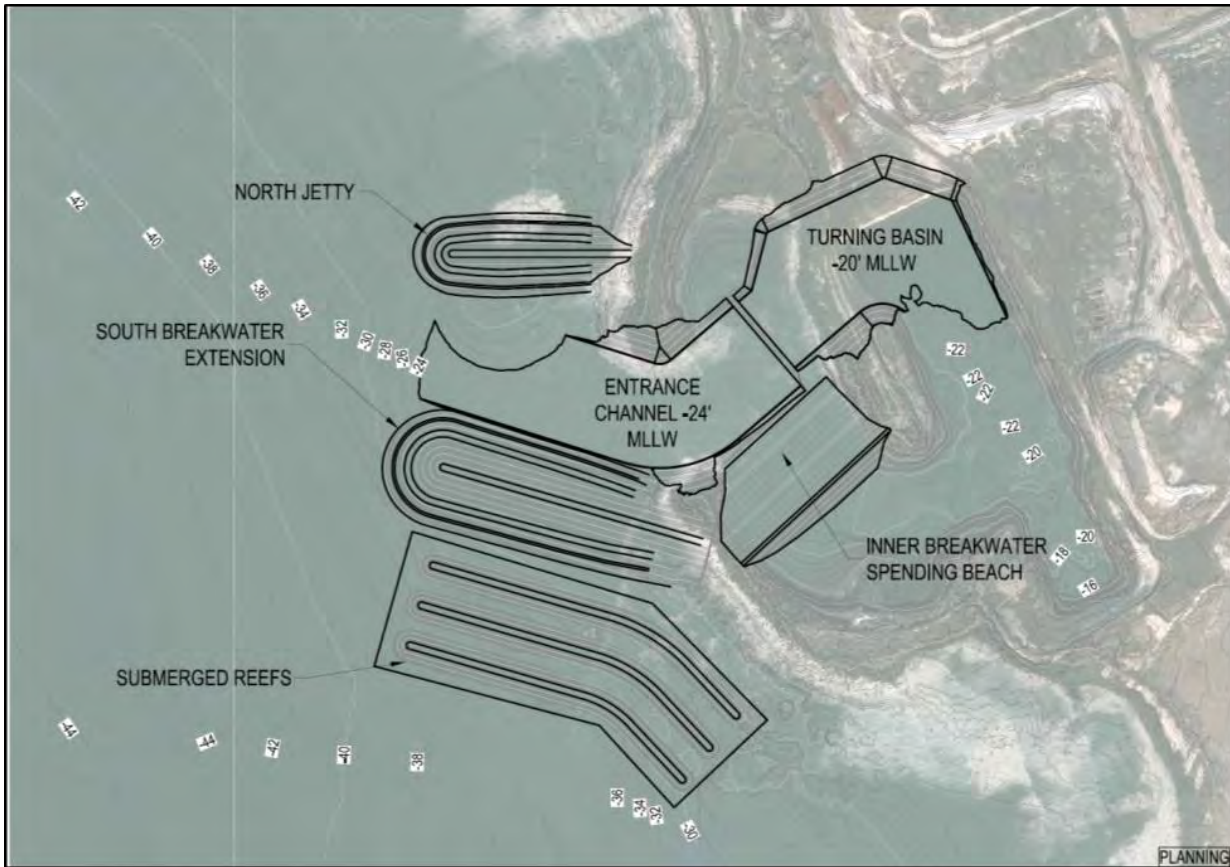 NORTH JETTY
TURNING BASIN
-20' MLLW
SOUTH BREAKWATER
EXTENSION
ENTRANCE
CHANNEL -24'
MLLW
INNER BREAKWATER
SPENDING BEACH
SUBMERGED REEFS
-42
-40
-38
-36
-34
-32
-30
-28
-26
-24
-22
-22
-22
-22
-20
-20
-18
-16
-44
-44
-42
-40
-38
-36
-34
-32
-30
PLANNING